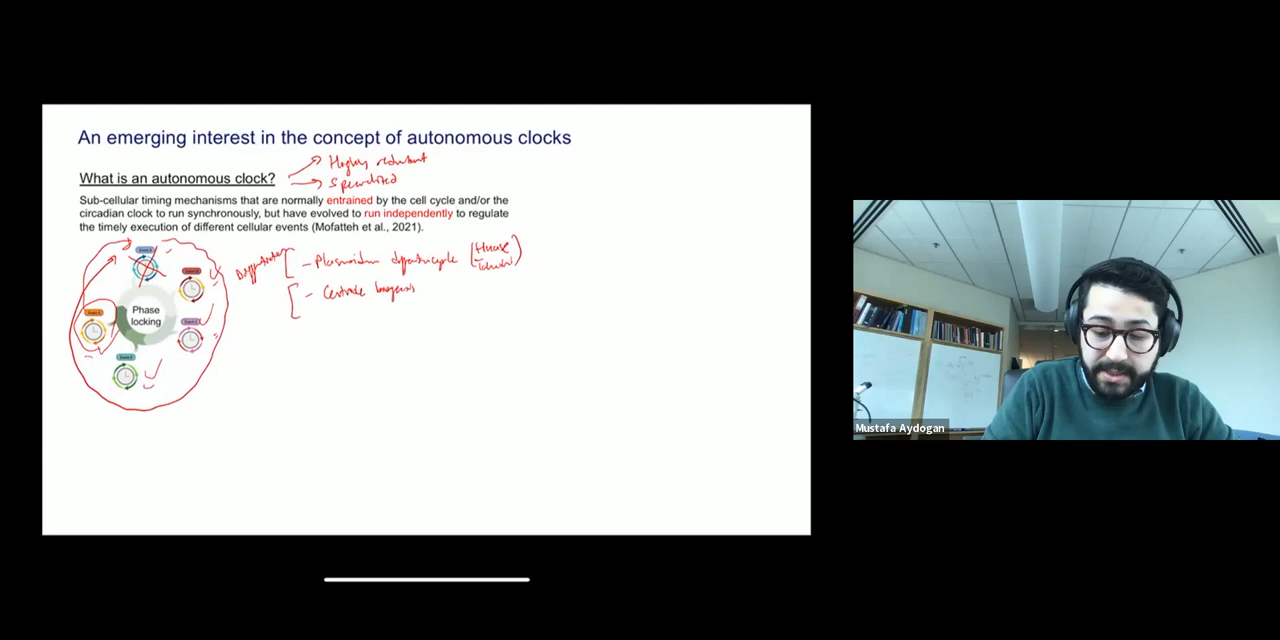 An emerging interest in the concept of autonomous clocks
Highly redundant
What is an autonomous clock?
Specialized
Sub-cellular timing mechanisms that are normally entrained by the cell cycle and/or the
circadian clock to run synchronously, but have evolved to run independently to regulate
the timely execution of different cellular events (Mofatteh et al., 2021).
- Plasmodium
- Centriole biogenesis
Phase
locking
Mustafa Aydogan